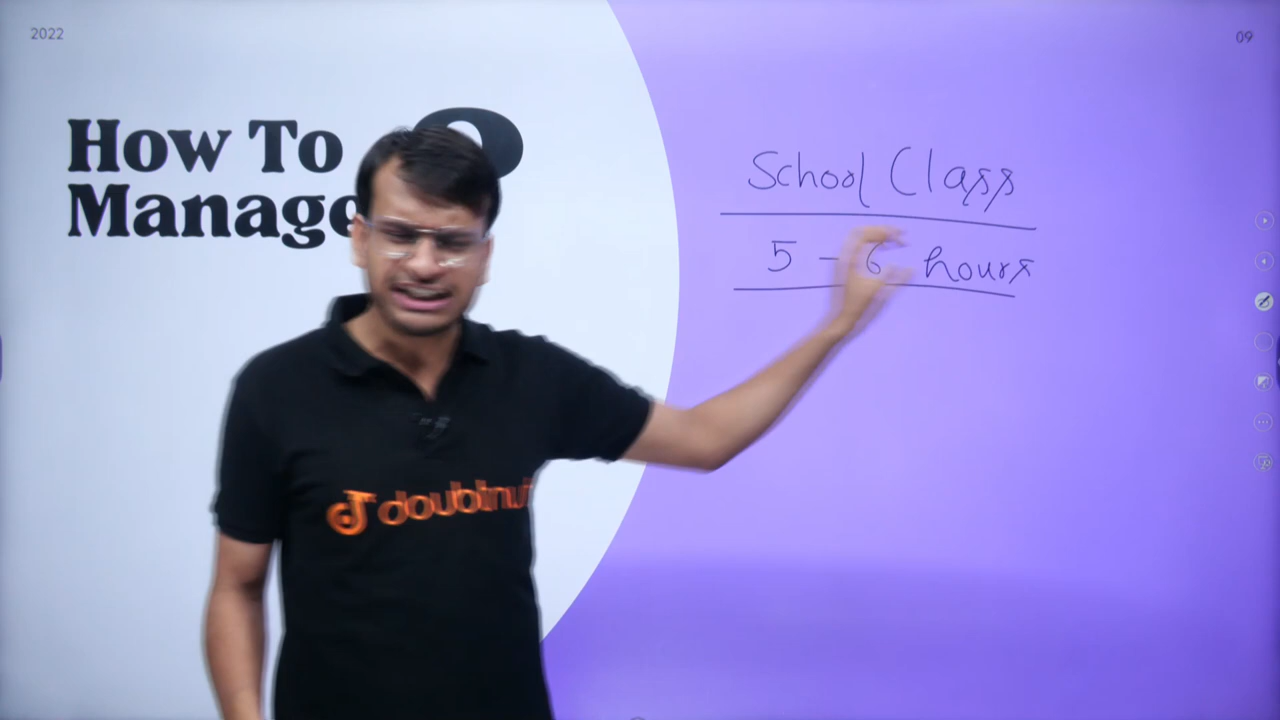 2022
09
How To
Manage
?
School Class
5 - 6 hours
doubtnut